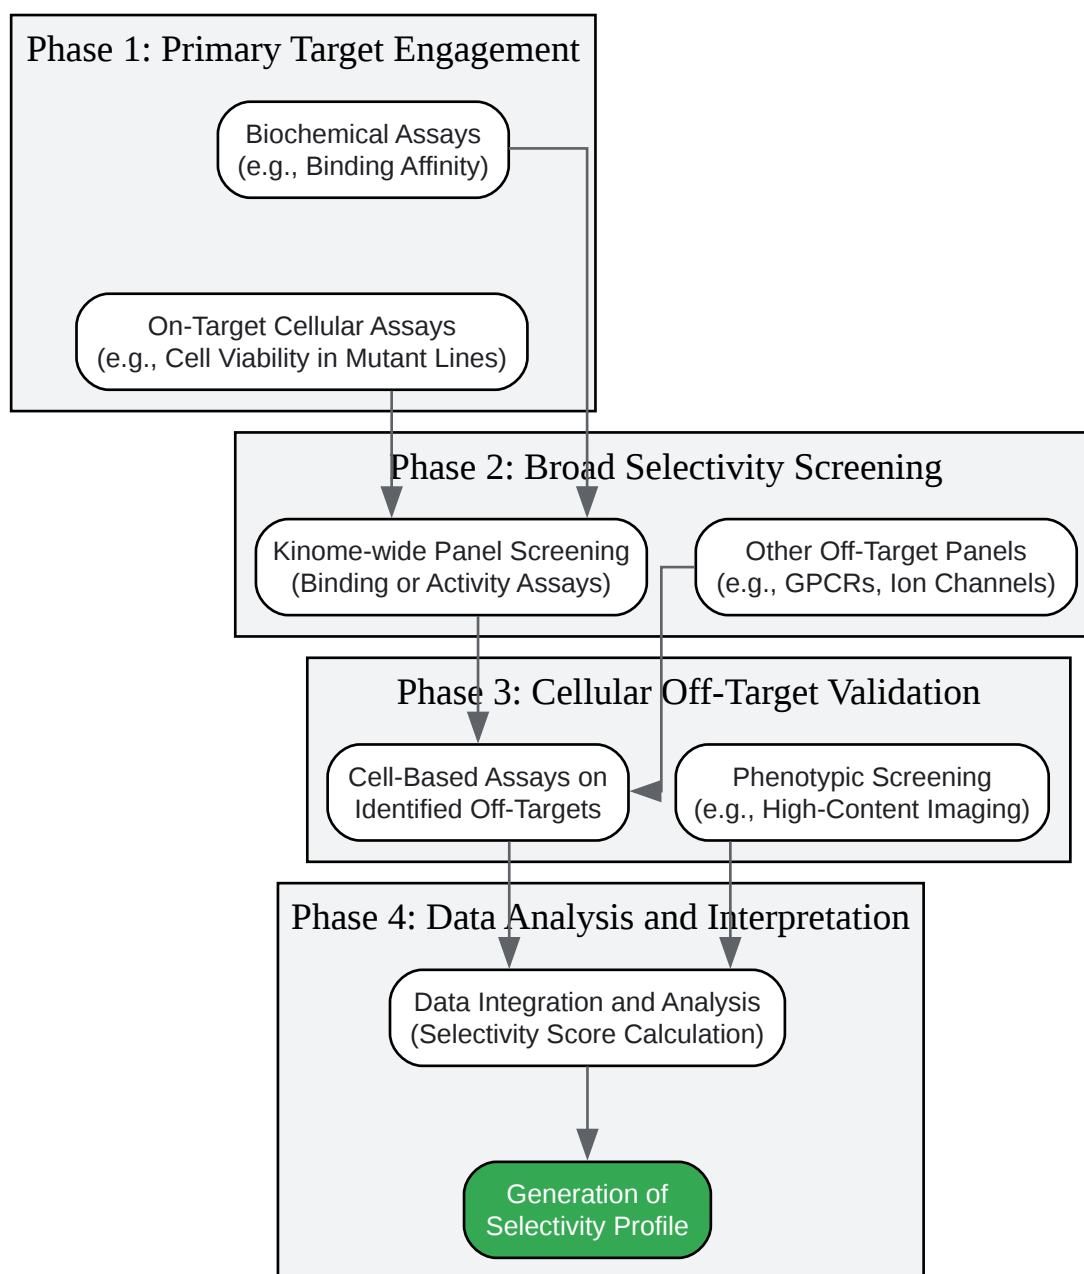 Phase 1: Primary Target Engagement
Biochemical Assays
(e.g., Binding Affinity)
On-Target Cellular Assays
(e.g., Cell Viability in Mutant Lines)
Phase 2: Broad Selectivity Screening
Kinome-wide Panel Screening
(Binding or Activity Assays)
Other Off-Target Panels
(e.g., GPCRs, Ion Channels)
Phase 3: Cellular Off-Target Validation
Cell-Based Assays on
Identified Off-Targets
Phenotypic Screening
(e.g., High-Content Imaging)
Phase 4: Data Analysis and Interpretation
Data Integration and Analysis
(Selectivity Score Calculation)
Generation of
Selectivity Profile